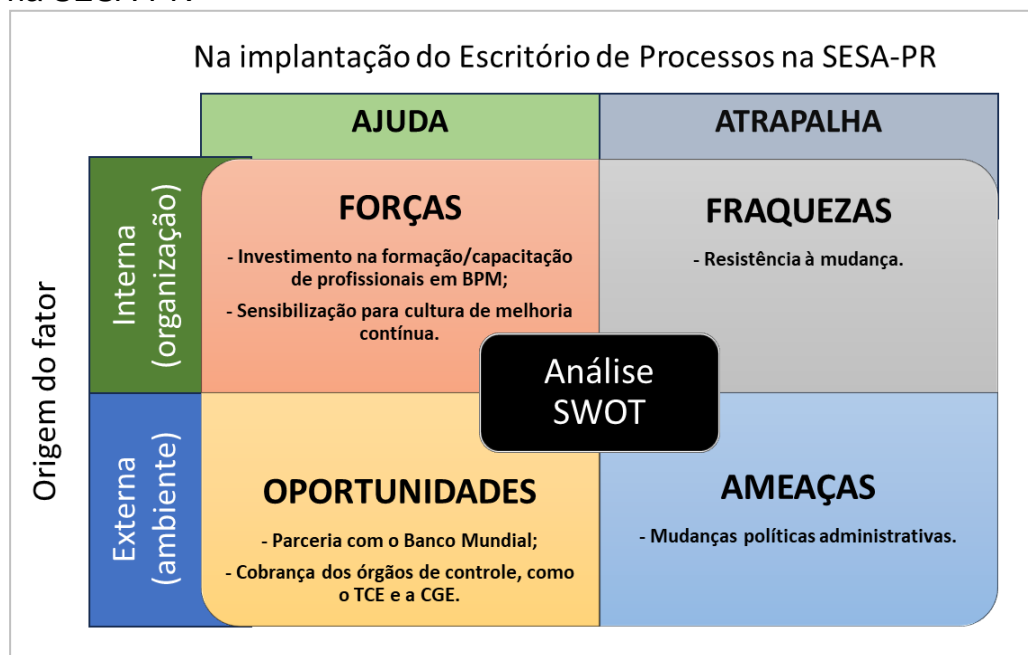 Na implantação do Escritório de Processos na SESA-PR
AJUDA
ATRAPALHA
Origem do fator
Interna
(organização)
FORÇAS
- Investimento na formação/capacitação
de profissionais em BPM;
- Sensibilização para cultura de melhoria
contínua.
FRAQUEZAS
- Resistência à mudança.
Análise
SWOT
Externa
(ambiente)
OPORTUNIDADES
- Parceria com o Banco Mundial;
- Cobrança dos órgãos de controle, como
o TCE e a CGE.
AMEAÇAS
- Mudanças políticas administrativas.